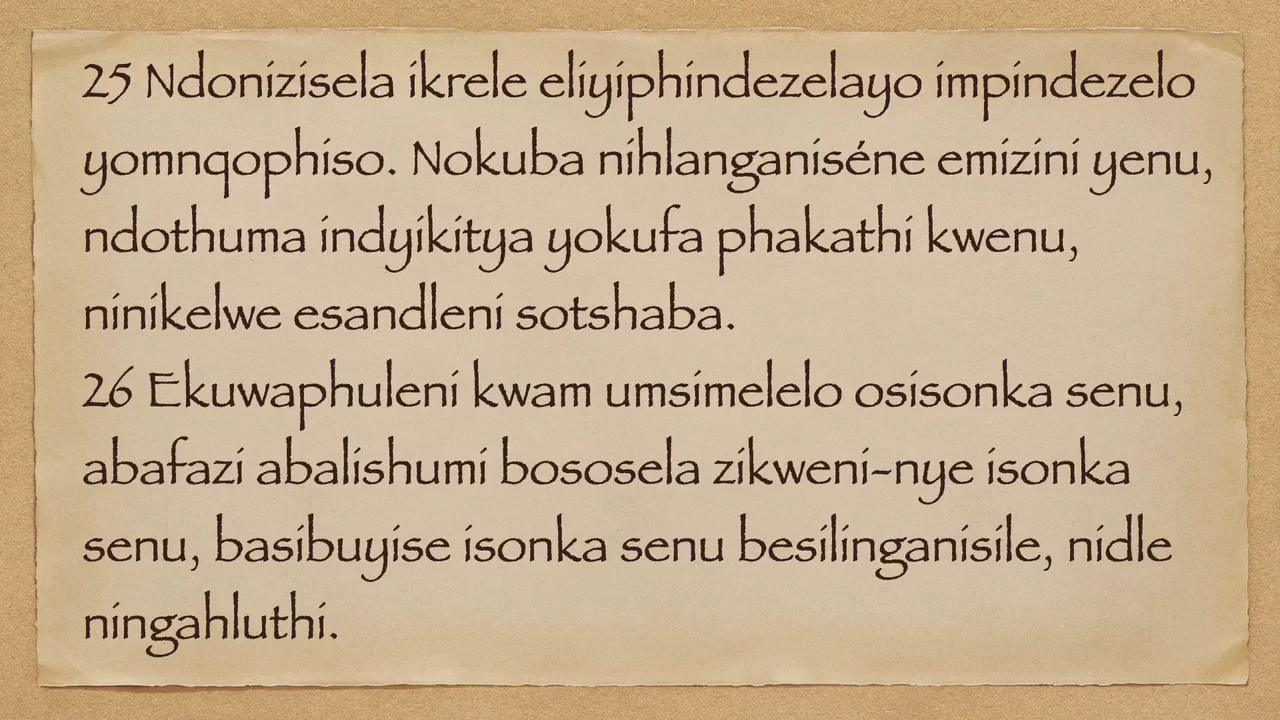 25 Ndonizisela ikrele eliyiphindezelayo impindezelo
yomnqophiso. Nokuba nihlanganiséne emizini yenu,
ndothuma indyikitya yokufa phakathi kwenu,
ninikelwe esandleni sotshaba.
26 Ekuwaphuleni kwam umsimelelo osisonka senu,
abafazi abalishumi bososela zikweni-nye isonka
senu, basibuyise isonka senu besilinganisile, nidle
ningahluthi.